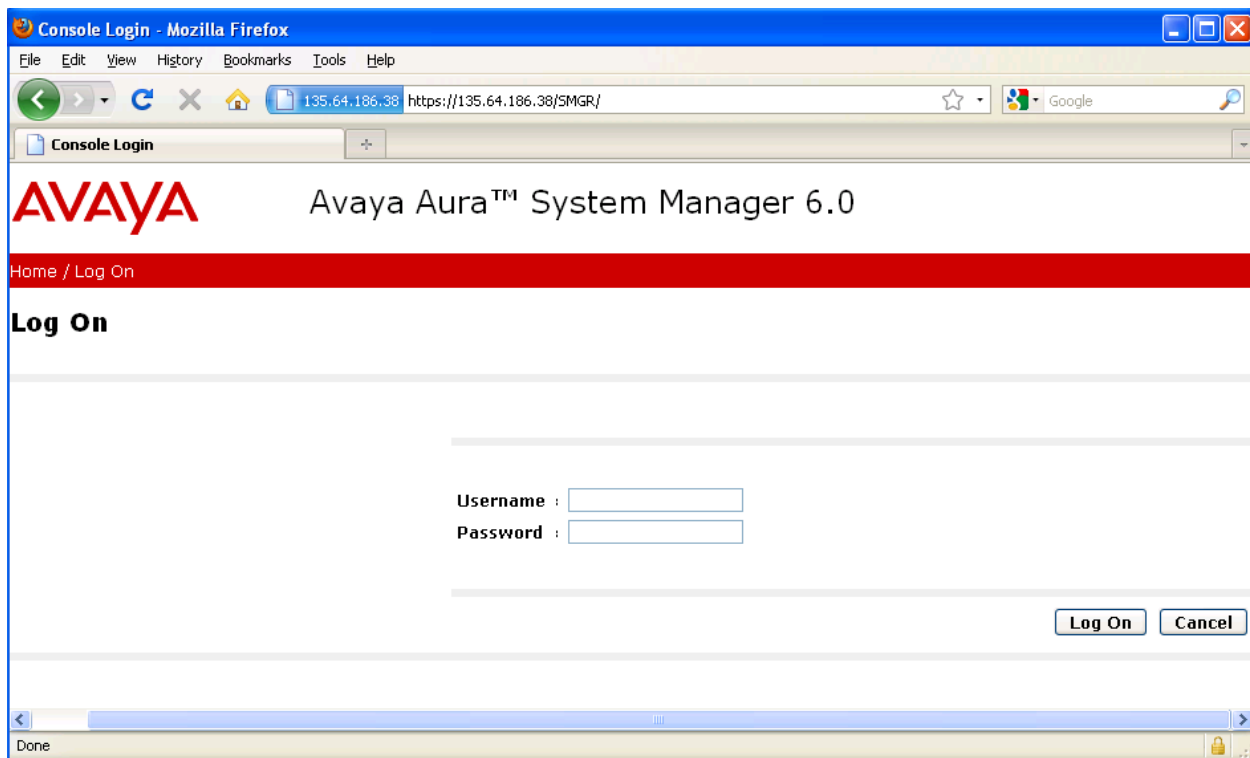 Console Login - Mozilla Firefox
File Edit View History Bookmarks Tools Help
135.64.186.38 https://135.64.186.38/SMGR/ Google
Console Login
AVAYA Avaya Aura™ System Manager 6.0
Home / Log On
Log On
Username :
Password :
Log On Cancel
Done